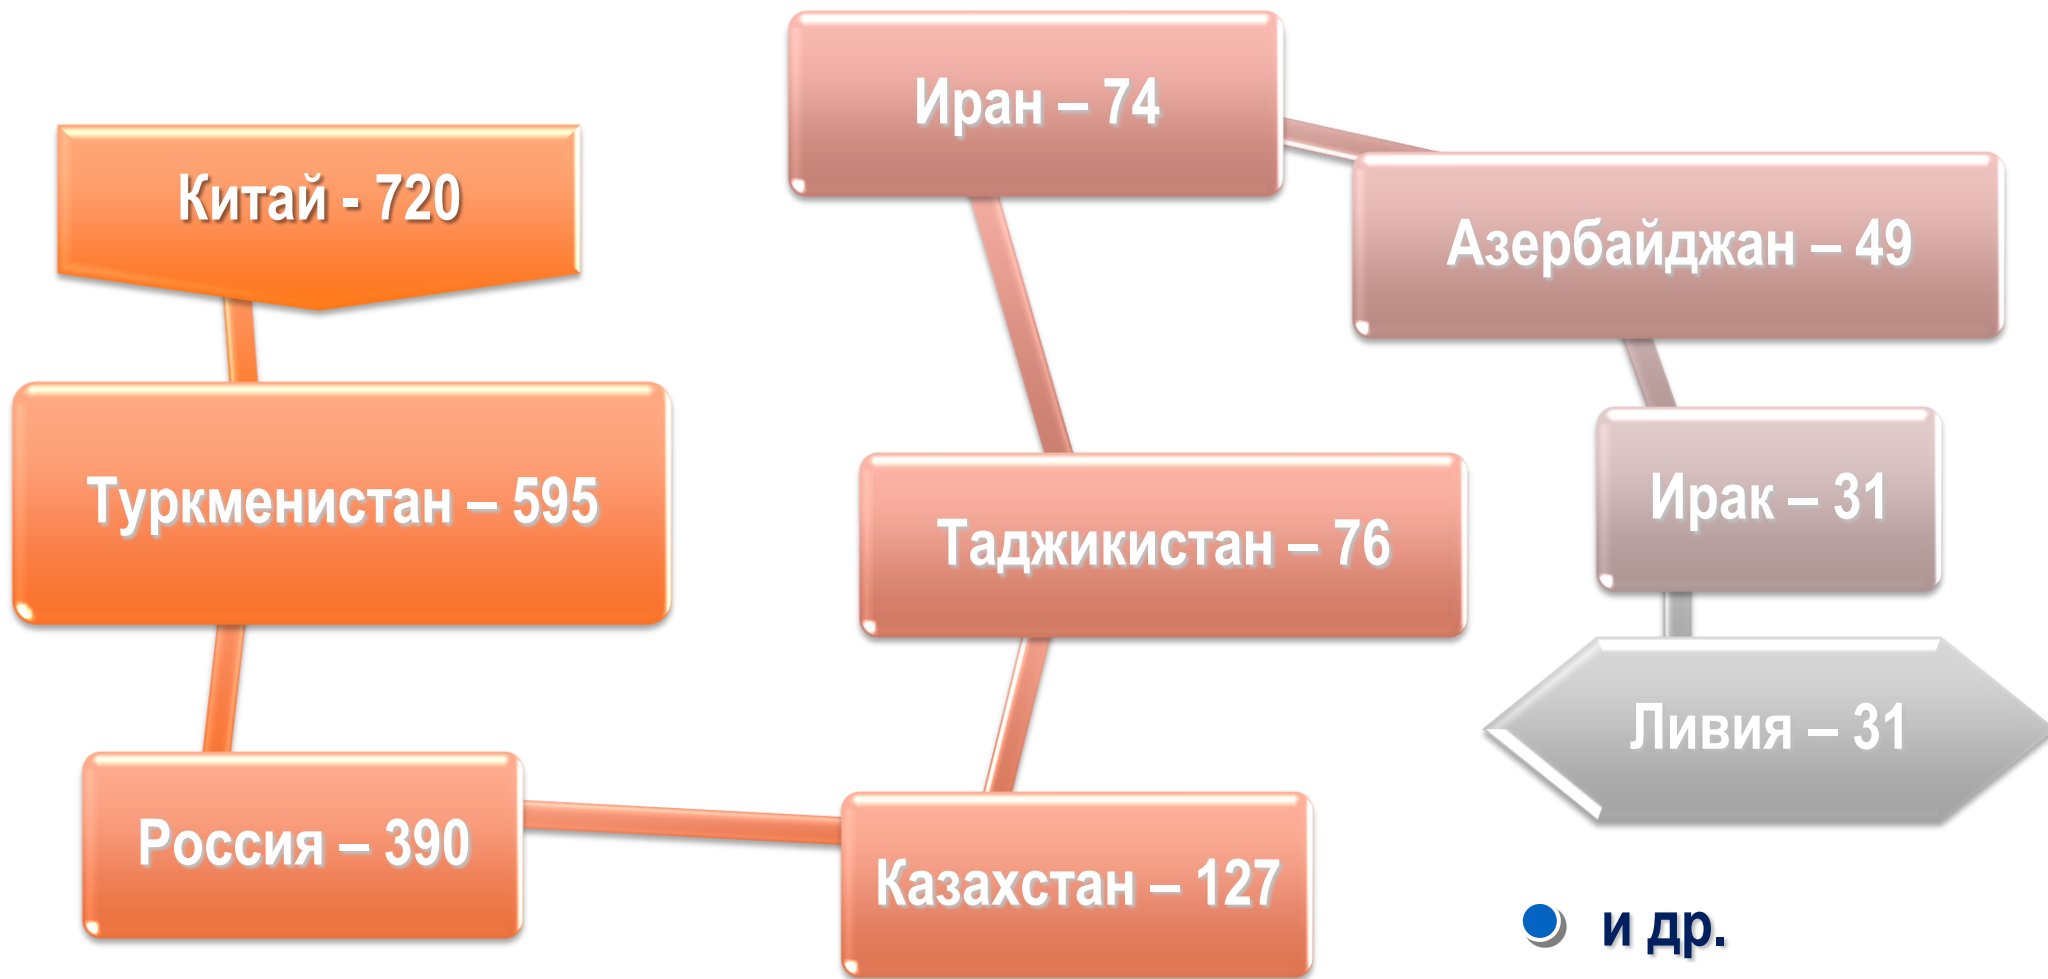 Китай - 720
Туркменистан – 595
Россия – 390
Казахстан – 127
Таджикистан – 76
Иран – 74
Азербайджан – 49
Ирак – 31
Ливия – 31
и др.